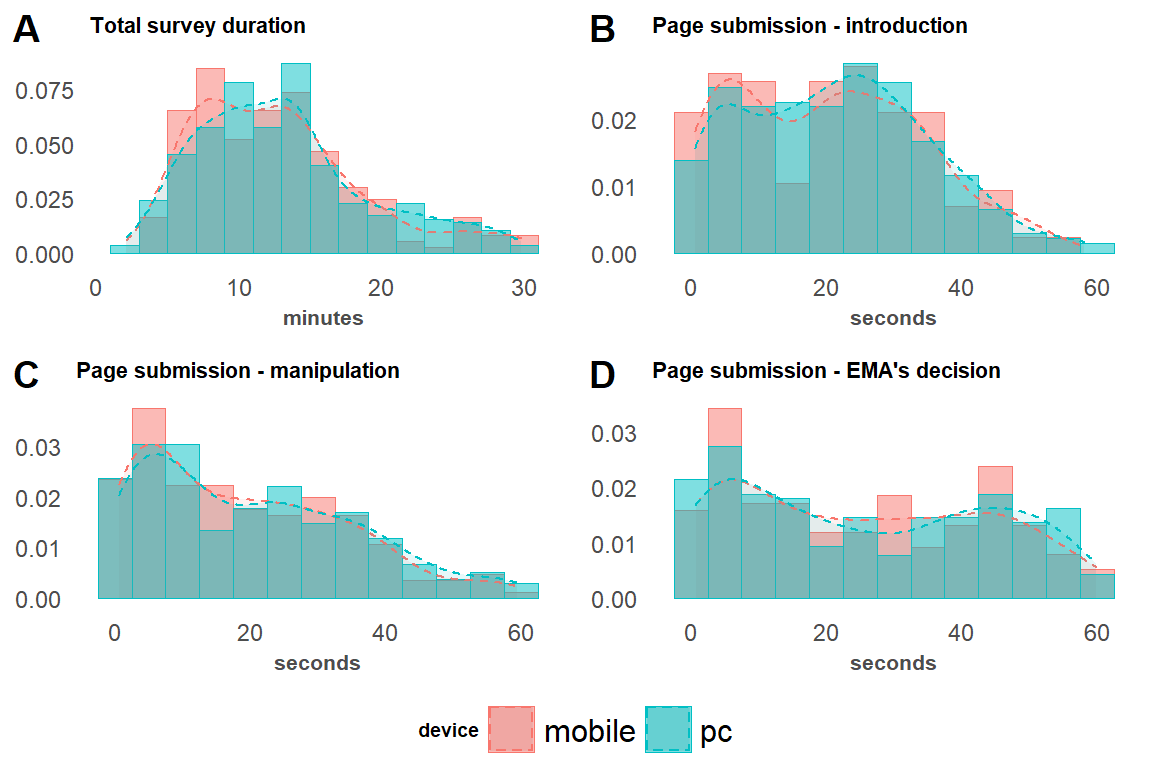 A Total survey duration
0.075
0.050
0.025
0.000
0 10 20 30
minutes
B Page submission - introduction
0.02
0.01
0.00
0 20 40 60
seconds
C Page submission - manipulation
0.03
0.02
0.01
0.00
0 20 40 60
seconds
D Page submission - EMA's decision
0.03
0.02
0.01
0.00
0 20 40 60
seconds
device mobile pc